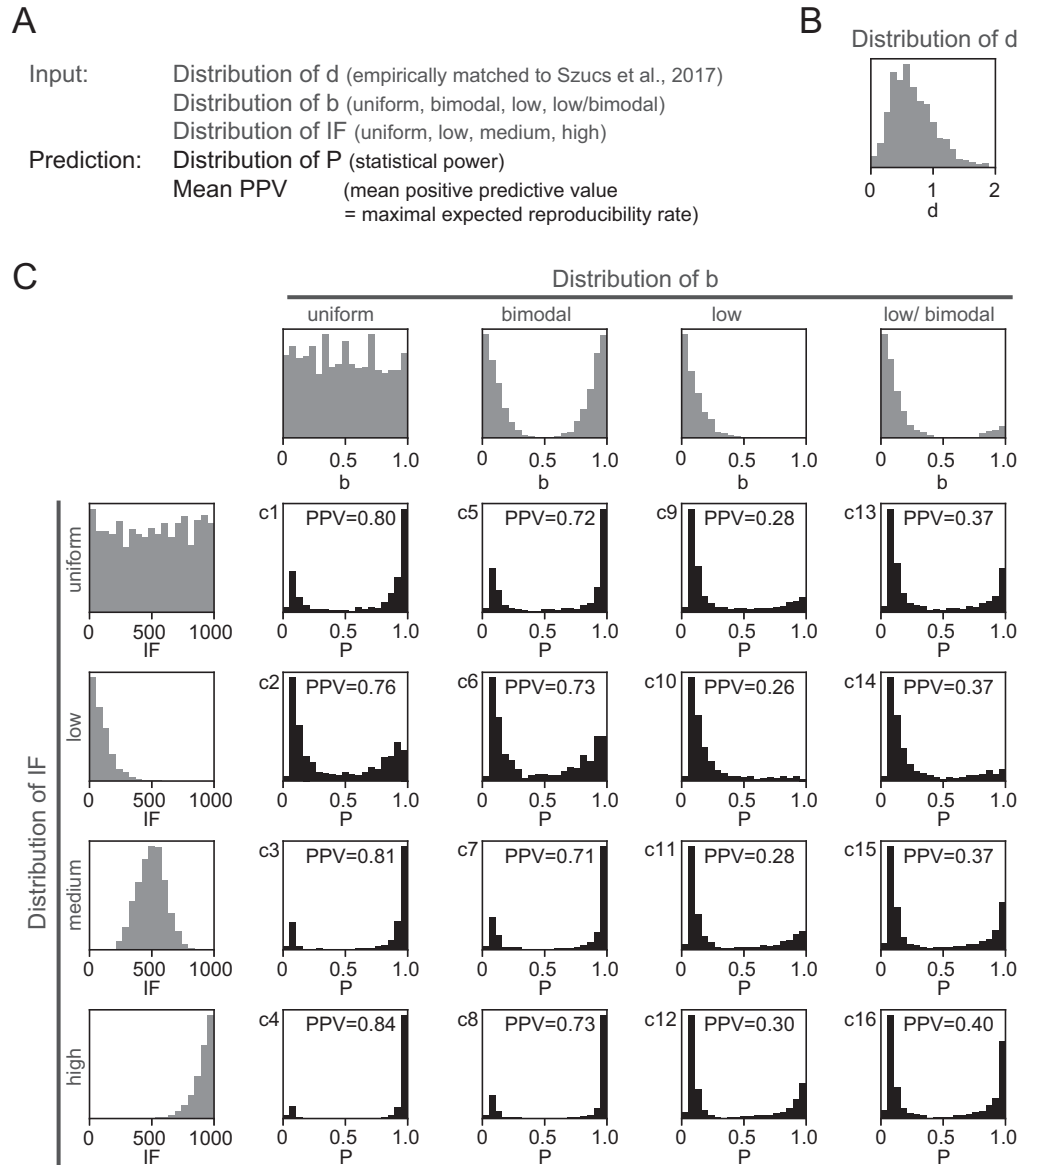 A
Input: Distribution of d (empirically matched to Szucs et al., 2017)
Distribution of b (uniform, bimodal, low, low/bimodal)
Distribution of IF (uniform, low, medium, high)
Prediction: Distribution of P (statistical power)
Mean PPV (mean positive predictive value
= maximal expected reproducibility rate)
B
Distribution of d
0 1 2
d
C
Distribution of b
uniform bimodal low low/ bimodal
0 0.5 1.0 0 0.5 1.0 0 0.5 1.0 0 0.5 1.0
b b b b
Distribution of IF
uniform
c1 PPV=0.80 c5 PPV=0.72 c9 PPV=0.28 c13 PPV=0.37
0 500 1000 0 0.5 1.0 0 0.5 1.0 0 0.5 1.0 0 0.5 1.0
IF P P P P
low
c2 PPV=0.76 c6 PPV=0.73 c10 PPV=0.26 c14 PPV=0.37
0 500 1000 0 0.5 1.0 0 0.5 1.0 0 0.5 1.0 0 0.5 1.0
IF P P P P
medium
c3 PPV=0.81 c7 PPV=0.71 c11 PPV=0.28 c15 PPV=0.37
0 500 1000 0 0.5 1.0 0 0.5 1.0 0 0.5 1.0 0 0.5 1.0
IF P P P P
high
c4 PPV=0.84 c8 PPV=0.73 c12 PPV=0.30 c16 PPV=0.40
0 500 1000 0 0.5 1.0 0 0.5 1.0 0 0.5 1.0 0 0.5 1.0
IF P P P P